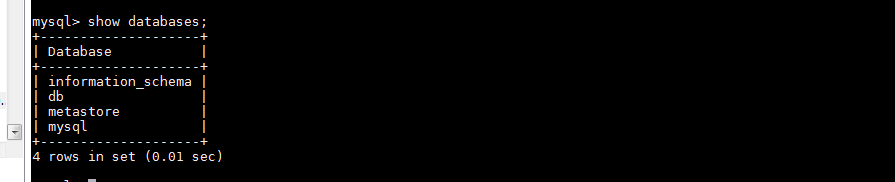 mysql> show databases;
+--------------------+
| Database           |
+--------------------+
| information_schema |
| db                 |
| metastore          |
| mysql              |
+--------------------+
4 rows in set (0.01 sec)